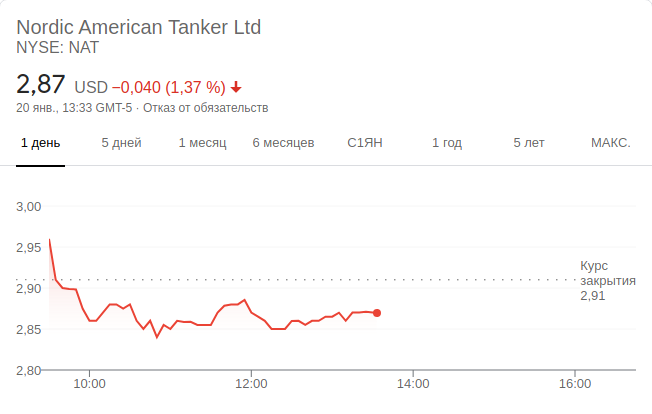 Nordic American Tanker Ltd
NYSE: NAT
2,87 USD −0,040 (1,37 %)
20 янв., 13:33 GMT-5 · Отказ от обязательств
1 день 5 дней 1 месяц 6 месяцев С1ЯН 1 год 5 лет МАКС.
3,00
2,95
Курс
закрытия
2,90
2,91
2,85
2,80
10:00 12:00 14:00 16:00